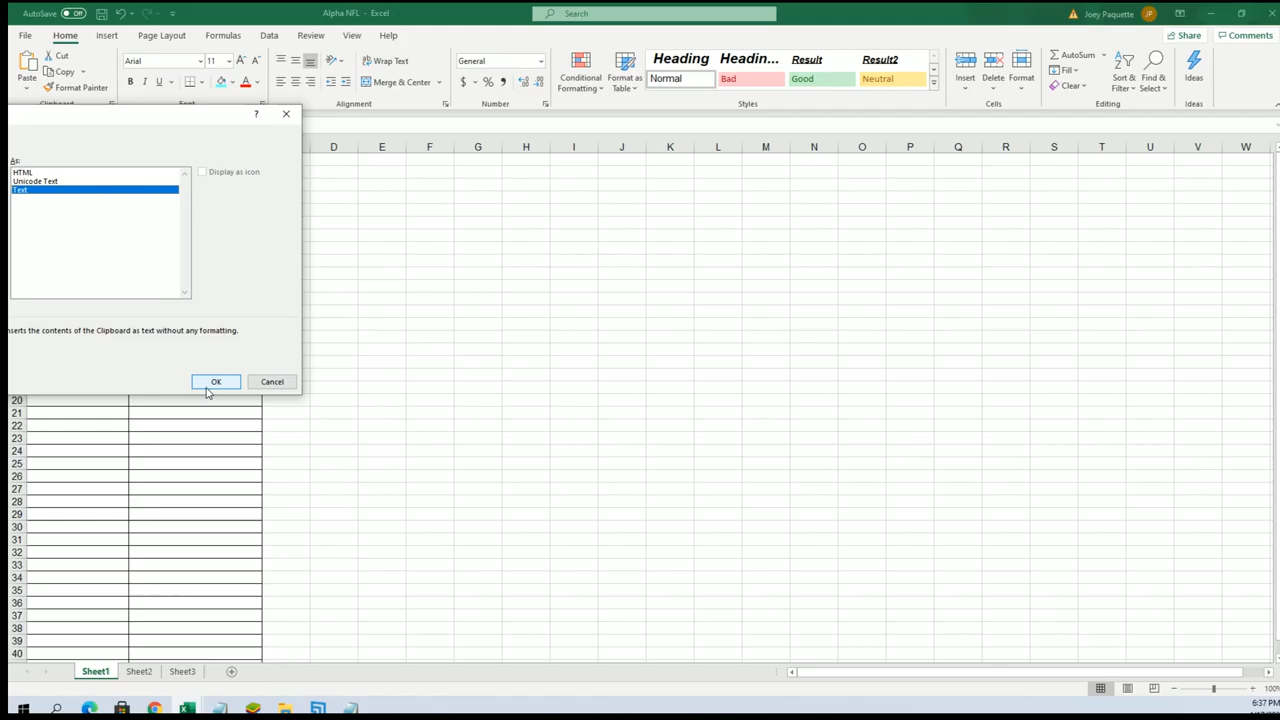 AutoSave Off Alpha NFL - Excel Search Joey Paquette JP
File Home Insert Page Layout Formulas Data Review View Help Share Comments
Cut
Copy
Format Painter
Paste
Clipboard
Arial 11
B I U
Font
Wrap Text
Merge & Center
Alignment
General
$ % ,
Number
Conditional Formatting
Format as Table
Heading Headin... Result Result2
Normal Bad Good Neutral
Styles
Insert Delete Format
Cells
AutoSum
Fill
Clear
Sort & Filter
Find & Select
Editing
Ideas
Ideas
? ×
As:
HTML
Unicode Text
Text
Display as icon
nserts the contents of the Clipboard as text without any formatting.
OK Cancel
D E F G H I J K L M N O P Q R S T U V W
20
21
22
23
24
25
26
27
28
29
30
31
32
33
34
35
36
37
38
39
40
Sheet1 Sheet2 Sheet3
100%
6:37 PM